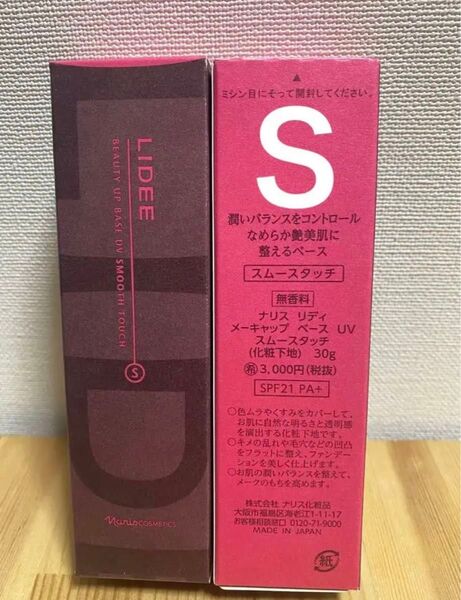 LIDEE
BEAUTY UP BASE UV SMOOTH TOUCH
S
Naris COSMETICS
▲
ミシン目にそって開封してください。
S
潤いバランスをコントロール
なめらか艶美肌に
整えるベース
スムースタッチ
無香料
ナリス リディ
メーキャップ ベース UV
スムースタッチ
(化粧下地) 30g
希 3,000円(税抜)
SPF21 PA+
○色ムラやくすみをカバーして、
お肌に自然な明るさと透明感
を演出する化粧下地です。
○キメの乱れや毛穴などの凹凸
をフラットに整え、ファンデー
ションを美しく仕上げます。
○お肌の潤いバランスを整えて、
メークのもちを高めます。
株式会社 ナリス化粧品
大阪市福島区海老江1-11-17
お客様相談窓口 0120-71-9000
MADE IN JAPAN
紙